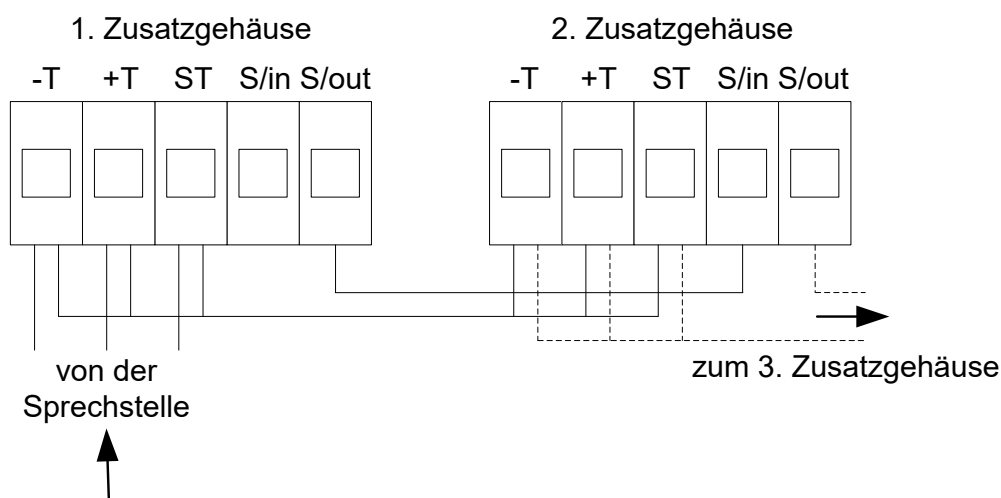 1. Zusatzgehäuse
2. Zusatzgehäuse
-T +T ST S/in S/out
-T +T ST S/in S/out
von der
Sprechstelle
zum 3. Zusatzgehäuse